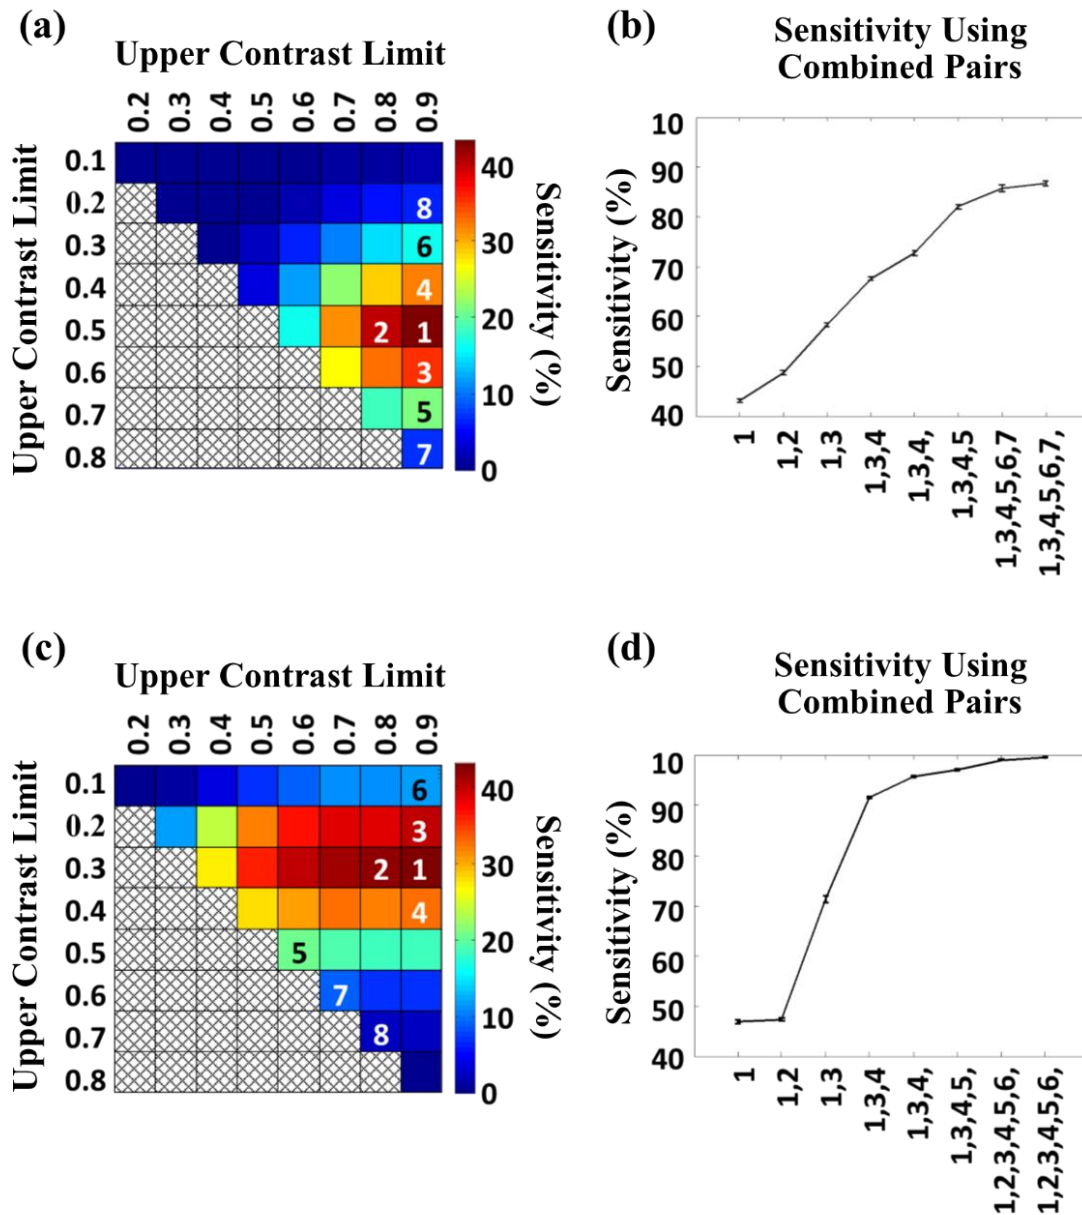 (a)
Upper Contrast Limit
0.2 0.3 0.4 0.5 0.6 0.7 0.8 0.9
Upper Contrast Limit
0.1
0.2 8
0.3 6
0.4 4
0.5 2 1
0.6 3
0.7 5
0.8 7
40
30
20
10
0
Sensitivity (%)
(b)
Sensitivity Using
Combined Pairs
Sensitivity (%)
10
90
80
70
60
50
40
1
1,2
1,3
1,3,4
1,3,4,
1,3,4,5
1,3,4,5,6,7
1,3,4,5,6,7,
(c)
Upper Contrast Limit
0.2 0.3 0.4 0.5 0.6 0.7 0.8 0.9
Upper Contrast Limit
0.1 6
0.2 3
0.3 2 1
0.4 4
0.5 5
0.6 7
0.7 8
0.8
40
30
20
10
0
Sensitivity (%)
(d)
Sensitivity Using
Combined Pairs
Sensitivity (%)
10
90
80
70
60
50
40
1
1,2
1,3
1,3,4
1,3,4,
1,3,4,5,
1,2,3,4,5,6,
1,2,3,4,5,6,